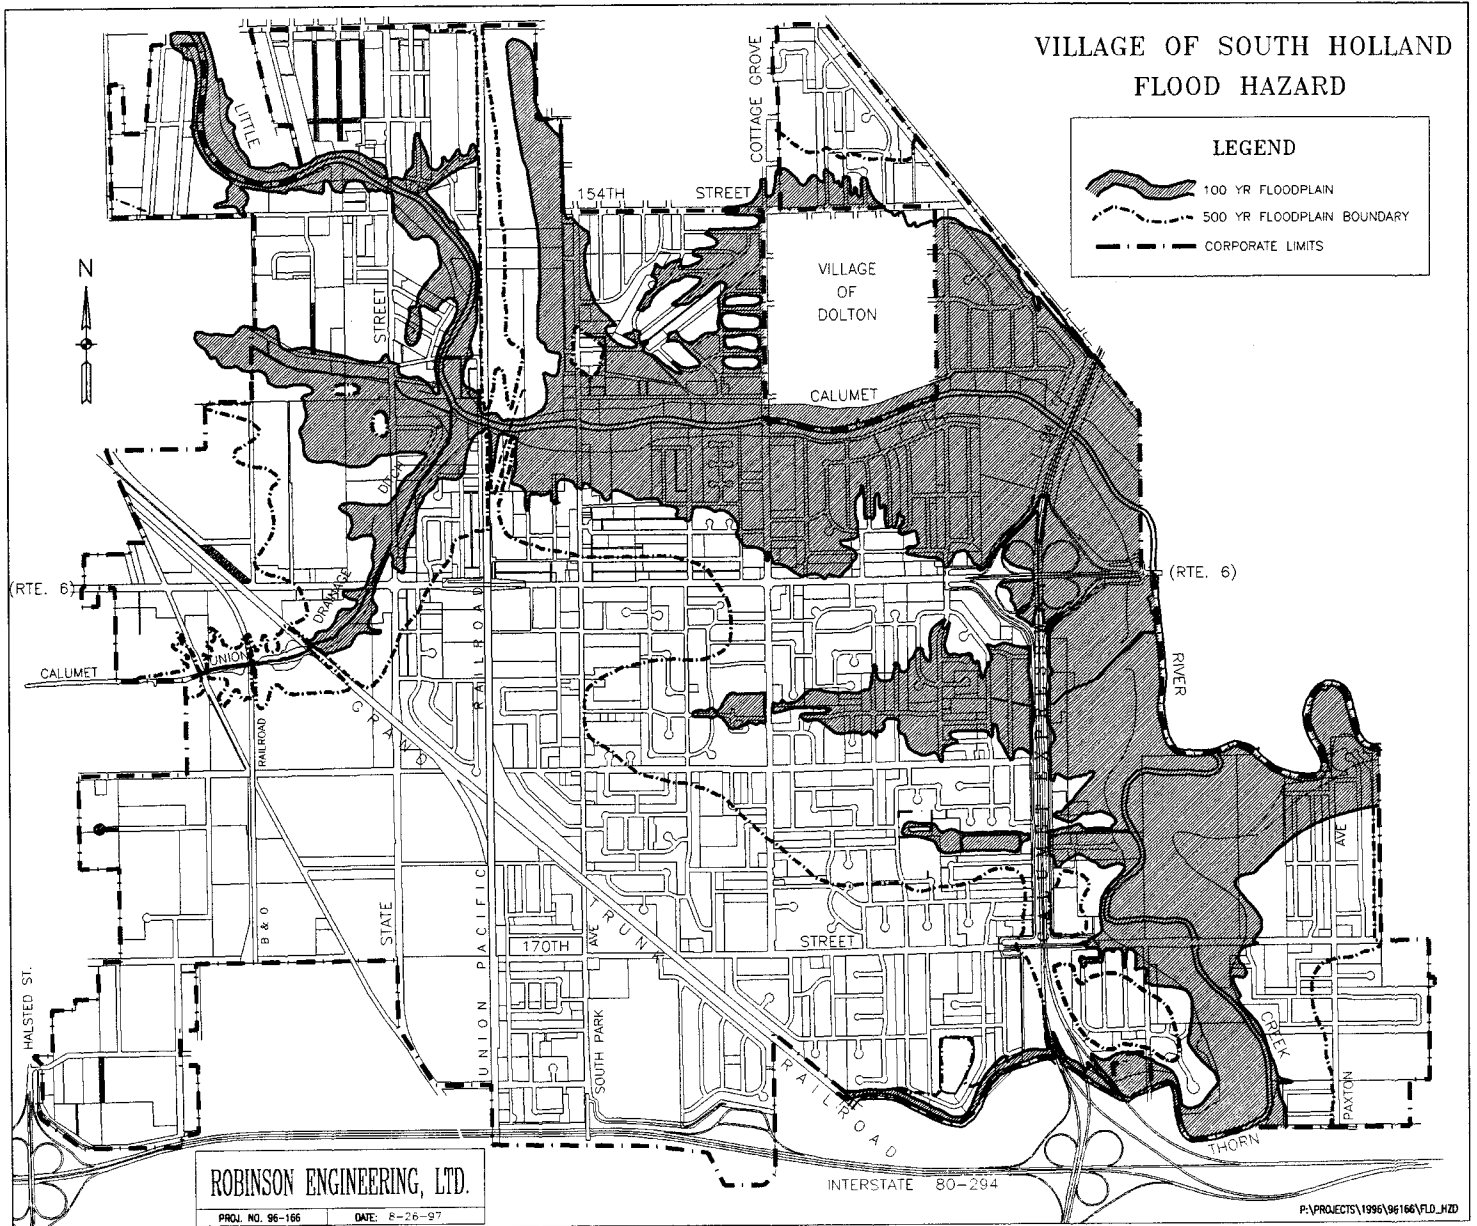 VILLAGE OF SOUTH HOLLAND
FLOOD HAZARD
LEGEND
100 YR FLOODPLAIN
500 YR FLOODPLAIN BOUNDARY
CORPORATE LIMITS
COTTAGE GROVE
LITTLE
154TH STREET
N
VILLAGE
OF
DOLTON
STREET
CALUMET
DITCH
(RTE. 6)
(RTE. 6)
DRAINAGE
UNION
CALUMET
RIVER
RAILROAD
RAILROAD
GRAND
AVE
B & O
STATE
UNION PACIFIC
TRUNK
AVE
170TH
STREET
HALSTED ST.
SOUTH PARK
CREEK
PAXTON
RAILROAD
THORN
INTERSTATE 80-294
ROBINSON ENGINEERING, LTD.
PROJ. NO. 96-166
DATE: 8-26-97
P:\PROJECTS\1996\96166\FLD_HZD